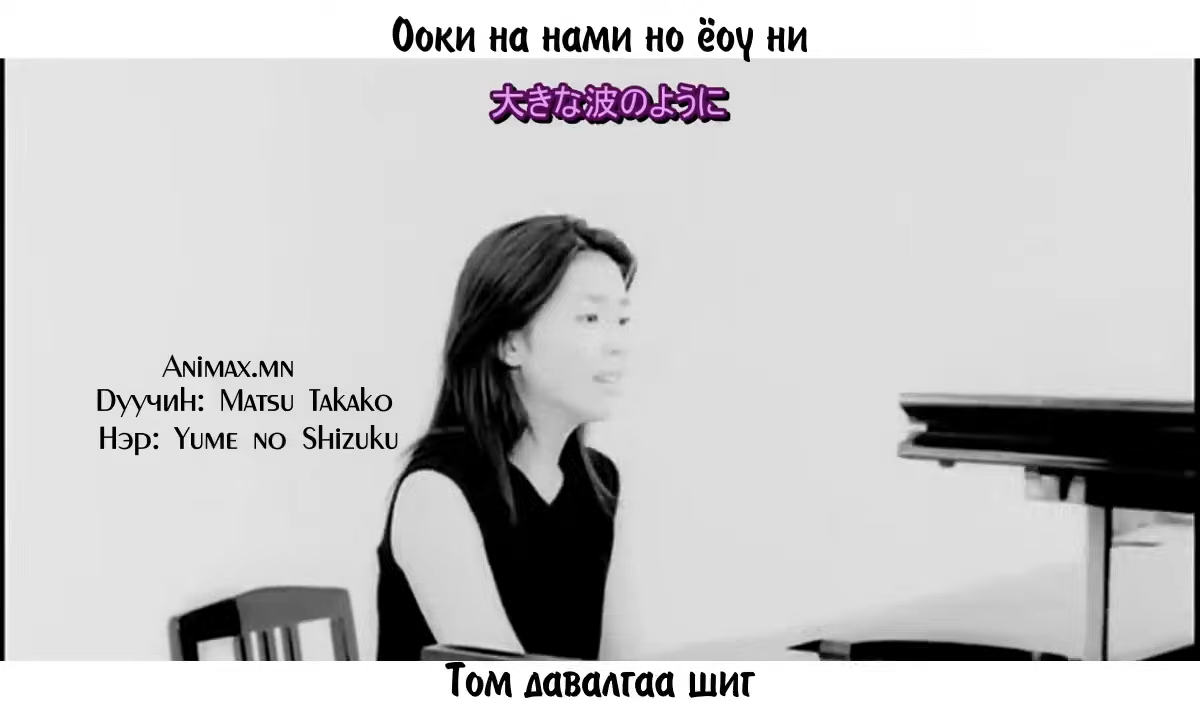 Ооки на нами но ёоү ни
大きな波のように
Animax.mn
Дуучин: Matsu Takako
Нэр: Yume no Shizuku
Том давалгаа шиг